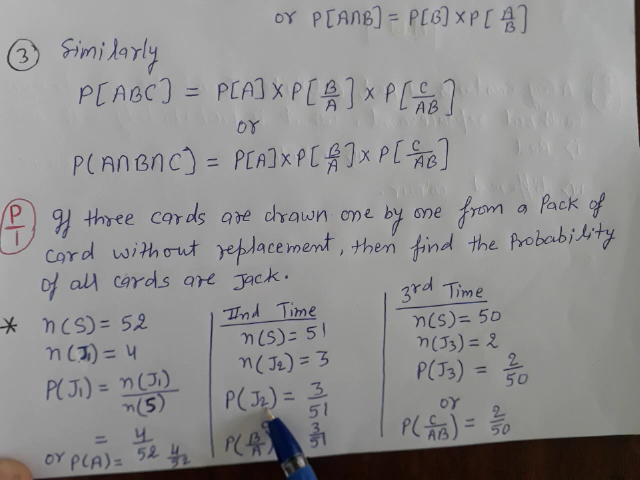 or P[A∩B] = P[B] × P[A/B]
③ Similarly
P[ABC] = P[A] × P[B/A] × P[C/AB]
or
P(A∩B∩C) = P[A] × P[B/A] × P[C/AB]
P/1 If three cards are drawn one by one from a Pack of
card without replacement, then find the Probability
of all cards are Jack.
* n(S) = 52
n(J1) = 4
P(J1) = n(J1)/n(S)
= 4/52
or P(A) = 4/52
IInd Time
n(S) = 51
n(J2) = 3
P(J2) = 3/51
P(B/A) 3/51
3rd Time
n(S) = 50
n(J3) = 2
P(J3) = 2/50
or
P(C/AB) = 2/50